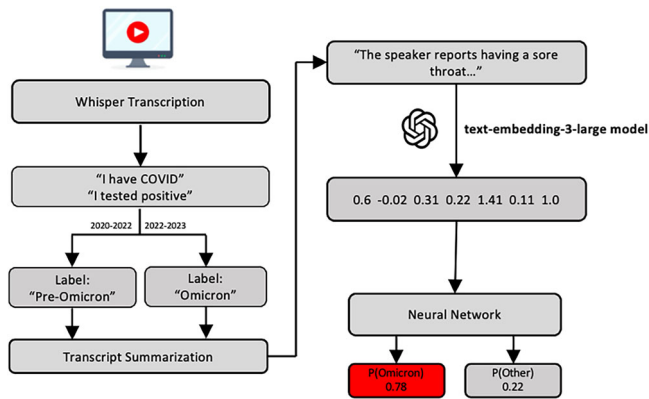 Whisper Transcription
“I have COVID”
“I tested positive”
2020-2022
2022-2023
Label:
“Pre-Omicron”
Label:
“Omicron”
Transcript Summarization
“The speaker reports having a sore
throat…”
text-embedding-3-large model
0.6 -0.02 0.31 0.22 1.41 0.11 1.0
Neural Network
P(Omicron)
0.78
P(Other)
0.22